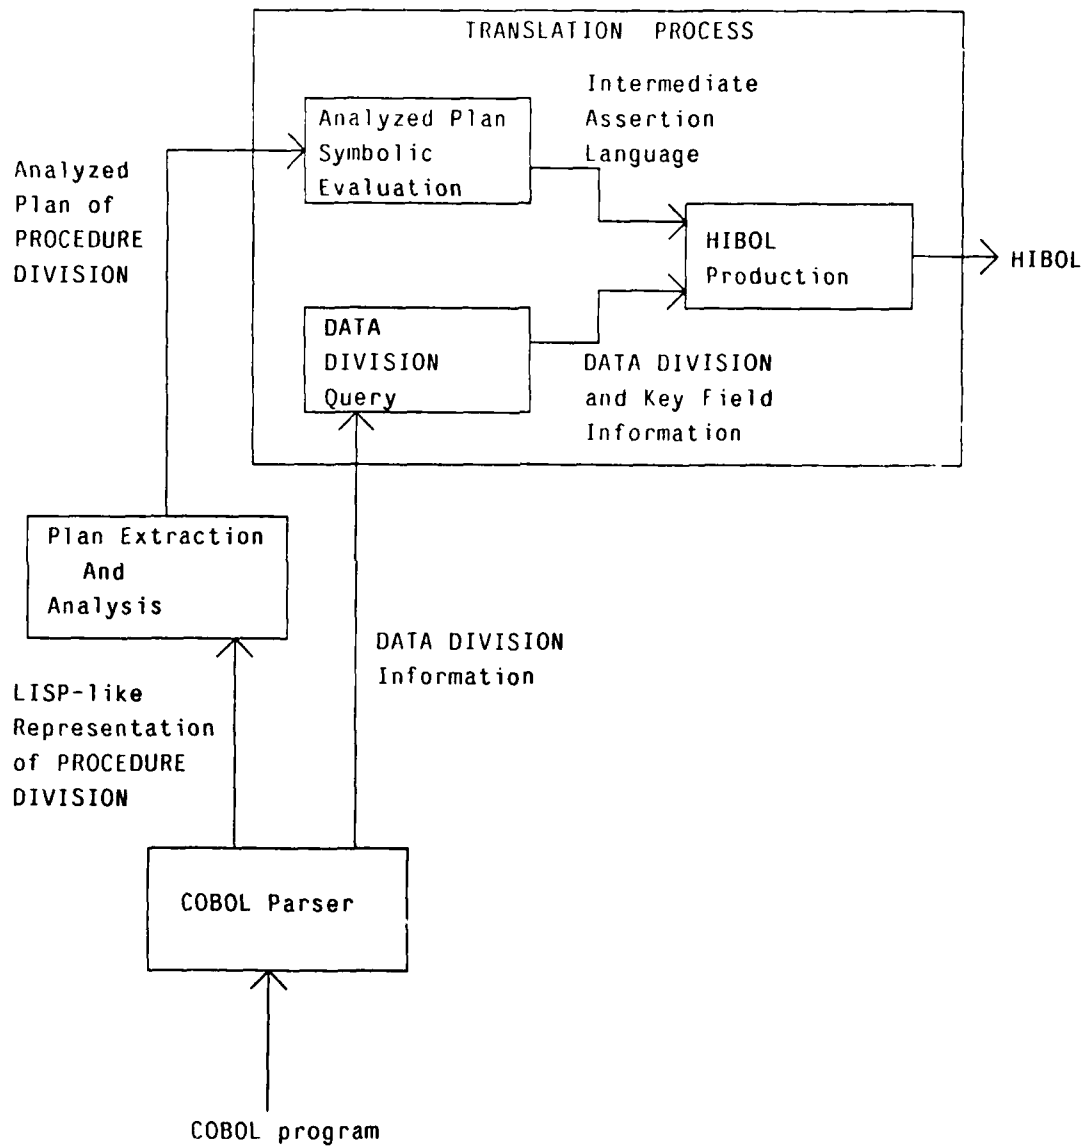 TRANSLATION PROCESS
Intermediate
Assertion
Language
Analyzed Plan
Symbolic
Evaluation
Analyzed
Plan of
PROCEDURE
DIVISION
HIBOL
Production
HIBOL
DATA
DIVISION
Query
DATA DIVISION
and Key Field
Information
Plan Extraction
And
Analysis
DATA DIVISION
Information
LISP-like
Representation
of PROCEDURE
DIVISION
COBOL Parser
COBOL program